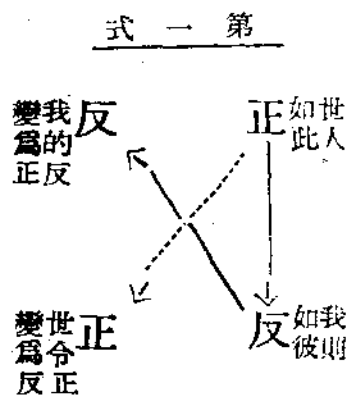 第一式
正
世人
如此
反
我則
如彼
反
我的反
變爲正
正
世令正
變爲反